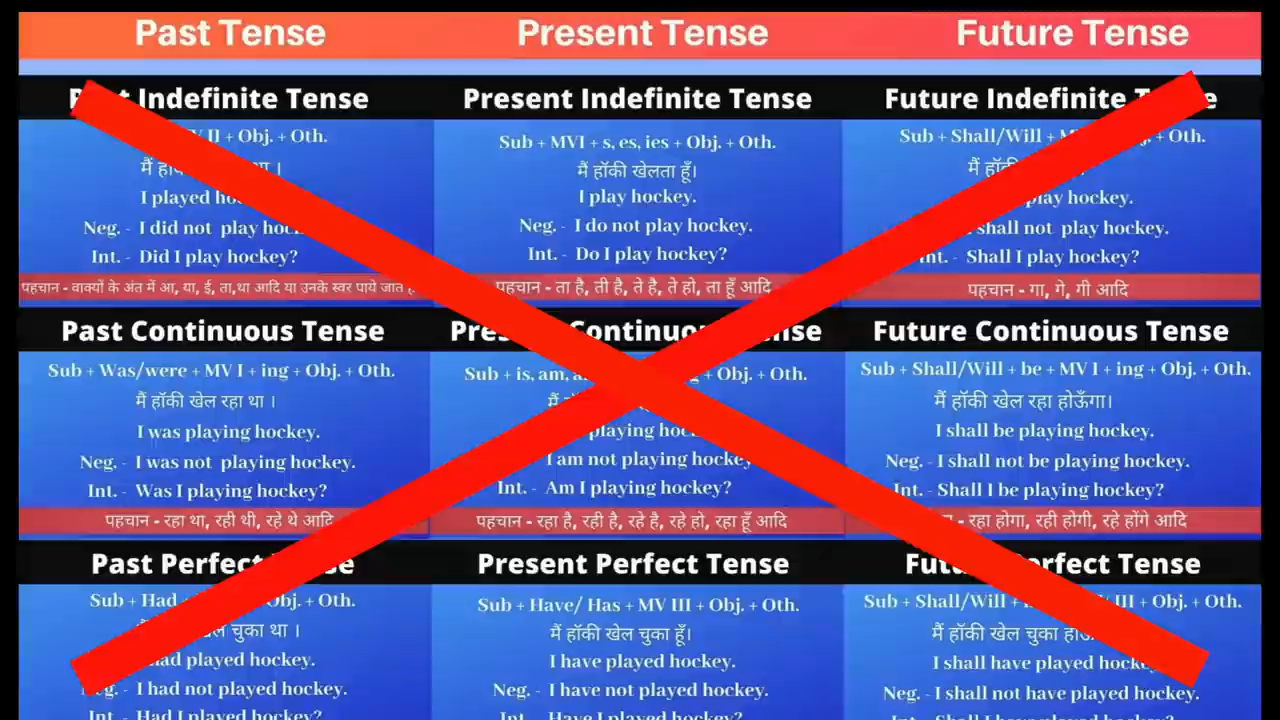 Past Tense
Present Tense
Future Tense
Indefinite Tense
II + Obj. + Oth.
मैं
I played
Neg. - I did not play
Int. - Did I play hockey?
पहचान - वाक्यों के अंत में आ, या, ई, ता,था आदि या उनके स्वर पाये जात
Present Indefinite Tense
Sub + MVI + s, es, ies + Obj. + Oth.
मैं हॉकी खेलता हूँ।
I play hockey.
Neg. - I do not play hockey.
Int. - Do I play hockey?
पहचान - ता है, ती है, ते है, ते हो, ता हूँ आदि
Future Indefinite
Sub + Shall/Will + + Oth.
मैं हॉकी
play hockey.
shall not play hockey.
Int. - Shall I play hockey?
पहचान - गा, गे, गी आदि
Past Continuous Tense
Sub + Was/were + MV I + ing + Obj. + Oth.
मैं हॉकी खेल रहा था ।
I was playing hockey.
Neg. - I was not playing hockey.
Int. - Was I playing hockey?
पहचान - रहा था, रही थी, रहे थे आदि
Sub + is, am, + Obj. + Oth.
मैं
playing
I am not playing hockey
Int. - Am I playing hockey?
पहचान - रहा है, रही है, रहे है, रहे हो, रहा हूँ आदि
Future Continuous Tense
Sub + Shall/Will + be + MV I + ing + Obj. + Oth.
मैं हॉकी खेल रहा होऊँगा।
I shall be playing hockey.
Neg. - I shall not be playing hockey.
Int. - Shall I be playing hockey?
- रहा होगा, रही होगी, रहे होंगे आदि
Past Perfect
Sub + Had Obj. + Oth.
चुका था ।
had played hockey.
Neg. - I had not played hockey.
Int. - Had I played hockey?
Present Perfect Tense
Sub + Have/ Has + MV III + Obj. + Oth.
मैं हॉकी खेल चुका हूँ।
I have played hockey.
Neg. - I have not played hockey.
Int. - Have I played hockey?
Perfect Tense
Sub + Shall/Will + III + Obj. + Oth.
मैं हॉकी खेल चुका
I shall have played
Neg. - I shall not have played hockey.